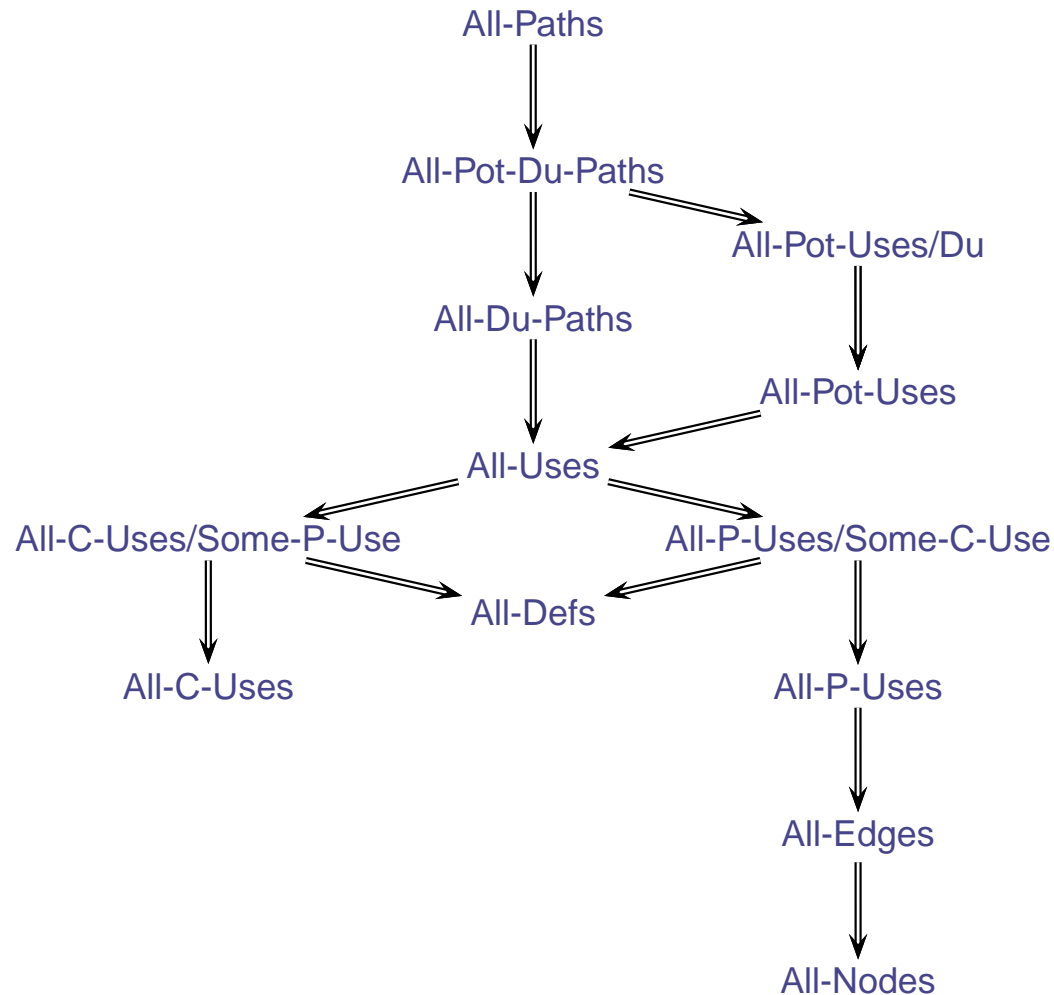 All-Paths
All-Pot-Du-Paths
All-Pot-Uses/Du
All-Du-Paths
All-Pot-Uses
All-Uses
All-C-Uses/Some-P-Use
All-P-Uses/Some-C-Use
All-Defs
All-C-Uses
All-P-Uses
All-Edges
All-Nodes